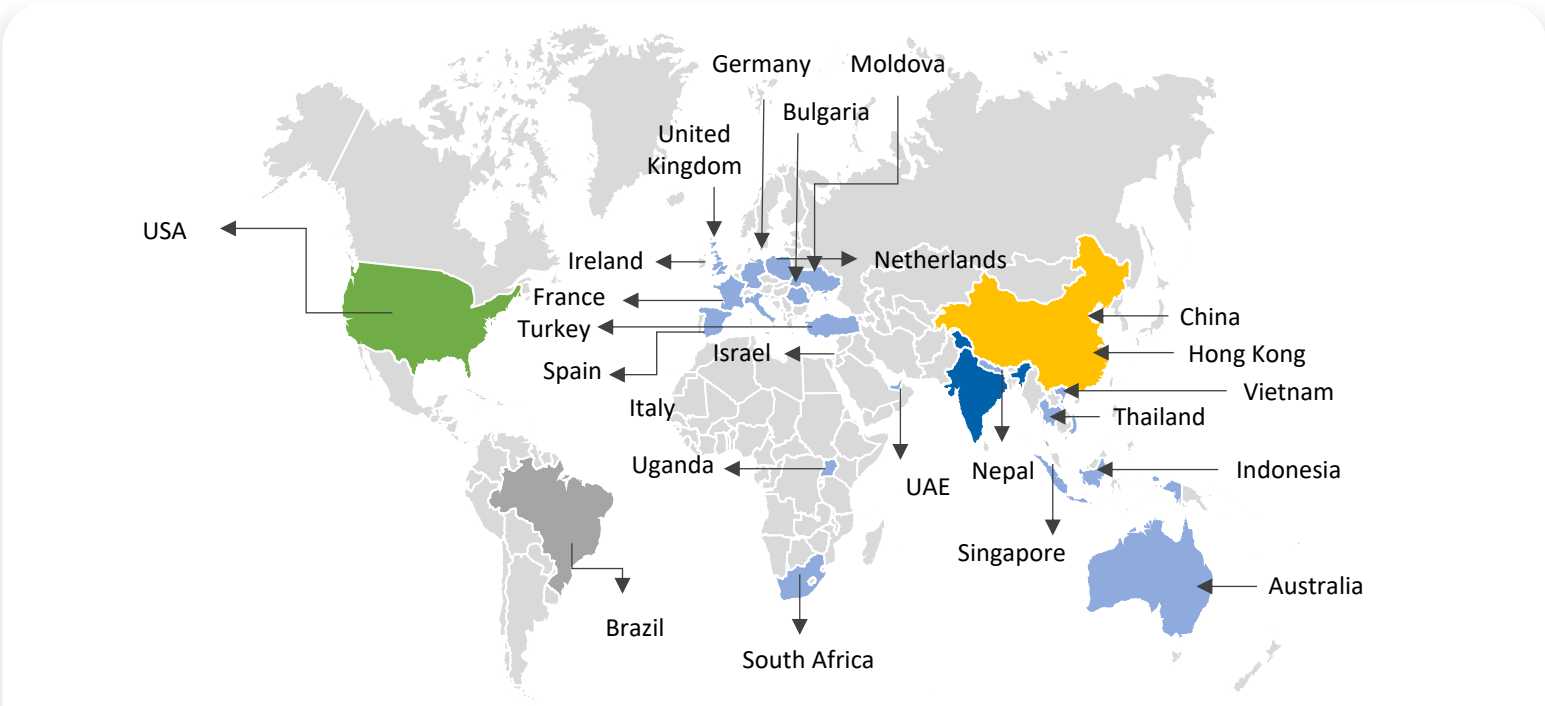 Germany
Moldova
Bulgaria
United
Kingdom
USA
Ireland
Netherlands
France
Turkey
China
Israel
Hong Kong
Spain
Vietnam
Italy
Thailand
Uganda
Nepal
Indonesia
UAE
Singapore
Australia
Brazil
South Africa